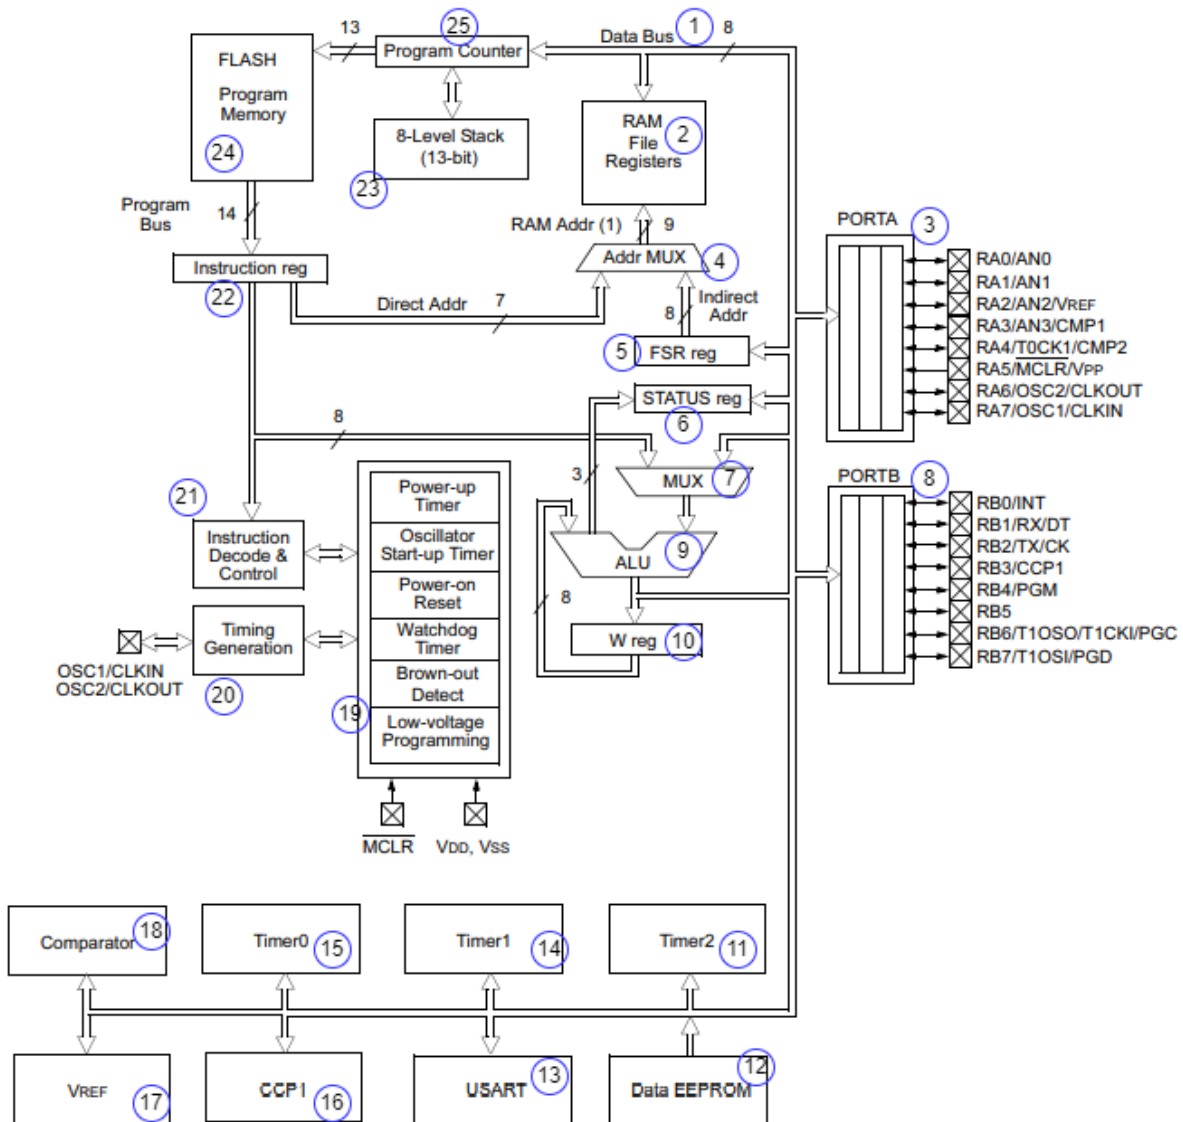 25
13
Data Bus
1
8
FLASH
Program
Memory
24
Program Counter
8-Level Stack
(13-bit)
23
RAM
File
Registers
2
Program
Bus
14
RAM Addr (1)
9
PORTA
3
Addr MUX
4
Instruction reg
22
Direct Addr
7
Indirect
Addr
8
5
FSR reg
RA0/AN0
RA1/AN1
RA2/AN2/VREF
RA3/AN3/CMP1
RA4/T0CK1/CMP2
RA5/MCLR/VPP
RA6/OSC2/CLKOUT
RA7/OSC1/CLKIN
STATUS reg
6
8
3
MUX
7
PORTB
8
21
Instruction
Decode &
Control
Power-up
Timer
Oscillator
Start-up Timer
Power-on
Reset
Watchdog
Timer
Brown-out
Detect
Low-voltage
Programming
19
ALU
9
8
W reg
10
RB0/INT
RB1/RX/DT
RB2/TX/CK
RB3/CCP1
RB4/PGM
RB5
RB6/T1OSO/T1CKI/PGC
RB7/T1OSI/PGD
Timing
Generation
20
OSC1/CLKIN
OSC2/CLKOUT
MCLR
VDD, VSS
Comparator
18
Timer0
15
Timer1
14
Timer2
11
VREF
17
CCP1
16
USART
13
Data EEPROM
12